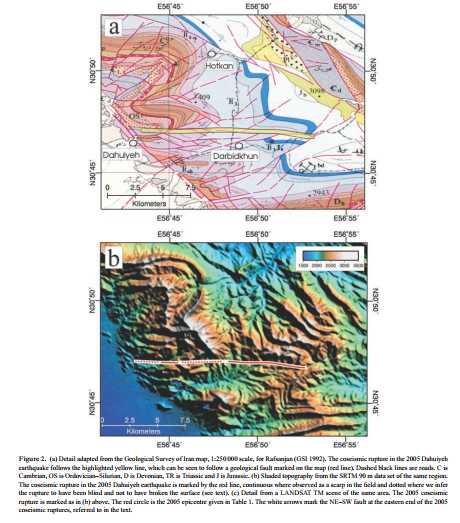 E56°45' E56°50' E56°55'
a
Hofkan
N30°50' N30°50'
3098
OS
Dahuiyeh
Darbidkhun
N30°45' N30°45'
0 2.5 5 7.5
Kilometers
2943
E56°45' E56°50' E56°55'
b
1500 2000 2500 3000 3500 4000
N30°50' N30°50'
N30°45' N30°45'
0 2.5 5 7.5
Kilometers
E56°45' E56°50' E56°55'
Figure 2. (a) Detail adapted from the Geological Survey of Iran map, 1:250 000 scale, for Rafsanjan (GSI 1992). The coseismic rupture in the 2005 Dahuiyeh
earthquake follows the highlighted yellow line, which can be seen to follow a geological fault marked on the map (red line). Dashed black lines are roads. C is
Cambrian, OS is Ordovician–Silurian, D is Devonian, TR is Triassic and J is Jurassic. (b) Shaded topography from the SRTM 90 m data set of the same region.
The coseismic rupture in the 2005 Dahuiyeh earthquake is marked by the red line, continuous where observed as a scarp in the field and dotted where we infer
the rupture to have been blind and not to have broken the surface (see text). (c) Detail from a LANDSAT TM scene of the same area. The 2005 coseismic
rupture is marked as in (b) above. The red circle is the 2005 epicentre given in Table 1. The white arrows mark the NE–SW fault at the eastern end of the 2005
coseismic ruptures, referred to in the text.